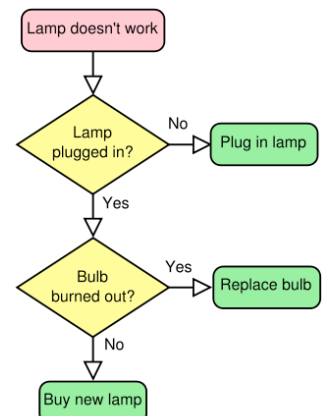 Lamp doesn't work
Lamp
plugged in?
No
Plug in lamp
Yes
Bulb
burned out?
Yes
Replace bulb
No
Buy new lamp